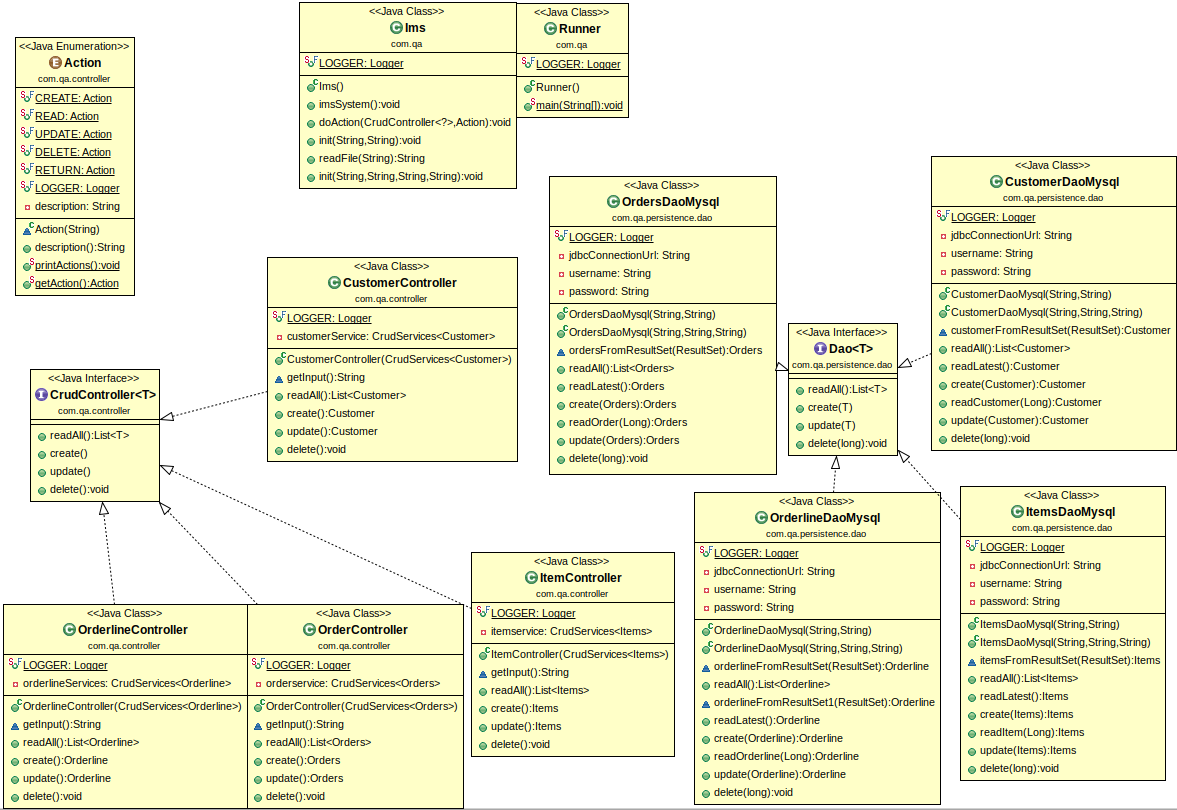 <<Java Enumeration>>
Action
com.qa.controller
CREATE: Action
READ: Action
UPDATE: Action
DELETE: Action
RETURN: Action
LOGGER: Logger
description: String
Action(String)
description():String
printActions():void
getAction():Action
<<Java Class>>
Ims
com.qa
LOGGER: Logger
Ims()
imsSystem():void
doAction(CrudController<?>,Action):void
init(String,String):void
readFile(String):String
init(String,String,String,String):void
<<Java Class>>
Runner
com.qa
LOGGER: Logger
Runner()
main(String[]):void
<<Java Class>>
OrdersDaoMysql
com.qa.persistence.dao
LOGGER: Logger
jdbcConnectionUrl: String
username: String
password: String
OrdersDaoMysql(String,String)
OrdersDaoMysql(String,String,String)
ordersFromResultSet(ResultSet):Orders
readAll():List<Orders>
readLatest():Orders
create(Orders):Orders
readOrder(Long):Orders
update(Orders):Orders
delete(long):void
<<Java Class>>
CustomerDaoMysql
com.qa.persistence.dao
LOGGER: Logger
jdbcConnectionUrl: String
username: String
password: String
CustomerDaoMysql(String,String)
CustomerDaoMysql(String,String,String)
customerFromResultSet(ResultSet):Customer
readAll():List<Customer>
readLatest():Customer
create(Customer):Customer
readCustomer(Long):Customer
update(Customer):Customer
delete(long):void
<<Java Class>>
CustomerController
com.qa.controller
LOGGER: Logger
customerService: CrudServices<Customer>
CustomerController(CrudServices<Customer>)
getInput():String
readAll():List<Customer>
create():Customer
update():Customer
delete():void
<<Java Interface>>
Dao<T>
com.qa.persistence.dao
readAll():List<T>
create(T)
update(T)
delete(long):void
<<Java Interface>>
CrudController<T>
com.qa.controller
readAll():List<T>
create()
update()
delete():void
<<Java Class>>
OrderlineController
com.qa.controller
LOGGER: Logger
orderlineServices: CrudServices<Orderline>
OrderlineController(CrudServices<Orderline>)
getInput():String
readAll():List<Orderline>
create():Orderline
update():Orderline
delete():void
<<Java Class>>
OrderController
com.qa.controller
LOGGER: Logger
orderservice: CrudServices<Orders>
OrderController(CrudServices<Orders>)
getInput():String
readAll():List<Orders>
create():Orders
update():Orders
delete():void
<<Java Class>>
ItemController
com.qa.controller
LOGGER: Logger
itemservice: CrudServices<Items>
ItemController(CrudServices<Items>)
getInput():String
readAll():List<Items>
create():Items
update():Items
delete():void
<<Java Class>>
OrderlineDaoMysql
com.qa.persistence.dao
LOGGER: Logger
jdbcConnectionUrl: String
username: String
password: String
OrderlineDaoMysql(String,String)
OrderlineDaoMysql(String,String,String)
orderlineFromResultSet(ResultSet):Orderline
readAll():List<Orderline>
orderlineFromResultSet1(ResultSet):Orderline
readLatest():Orderline
create(Orderline):Orderline
readOrderline(Long):Orderline
update(Orderline):Orderline
delete(long):void
<<Java Class>>
ItemsDaoMysql
com.qa.persistence.dao
LOGGER: Logger
jdbcConnectionUrl: String
username: String
password: String
ItemsDaoMysql(String,String)
ItemsDaoMysql(String,String,String)
itemsFromResultSet(ResultSet):Items
readAll():List<Items>
readLatest():Items
create(Items):Items
readItem(Long):Items
update(Items):Items
delete(long):void